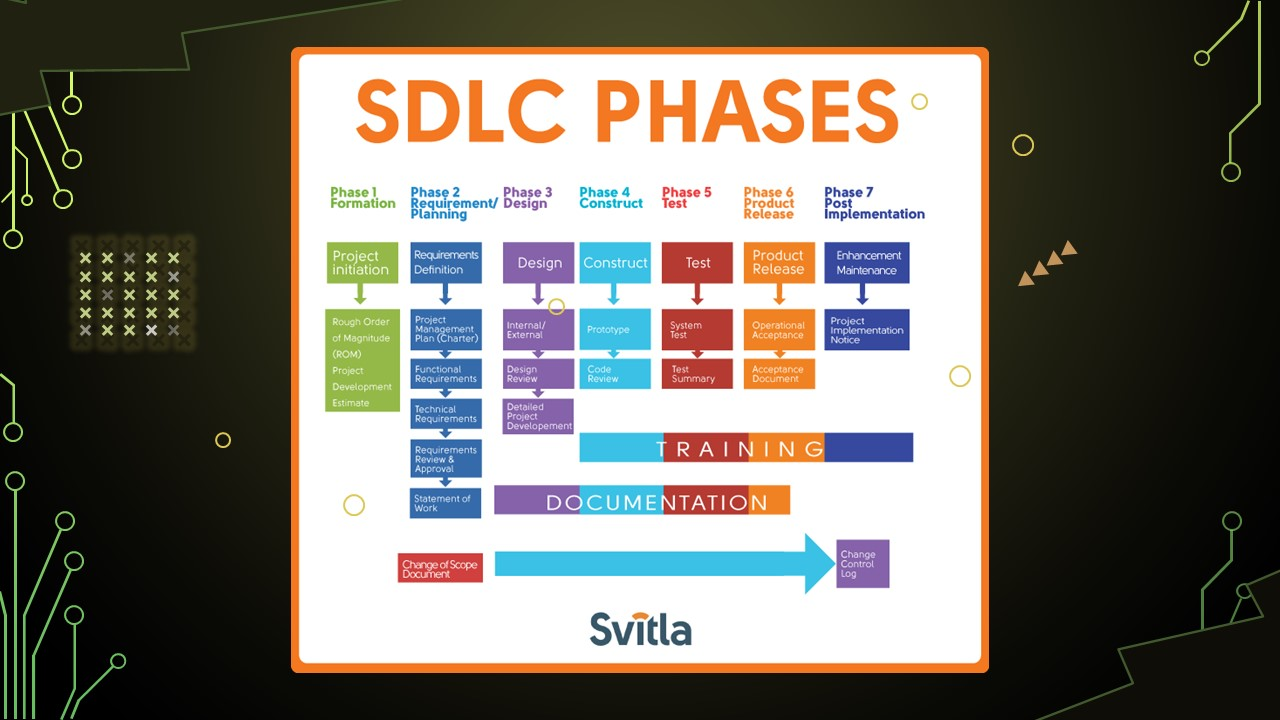 SDLC PHASES
Phase 1
Formation
Phase 2
Requirement/
Planning
Phase 3
Design
Phase 4
Construct
Phase 5
Test
Phase 6
Product
Release
Phase 7
Post
Implementation
Project
initiation
Requirements
Definition
Design
Construct
Test
Product
Release
Enhancement
Maintenance
Rough Order
of Magnitude
(ROM)
Project
Development
Estimate
Project
Management
Plan (Charter)
Functional
Requirements
Technical
Requirements
Requirements
Review &
Approval
Statement of
Work
Internal/
External
Design
Review
Detailed
Project
Developement
Prototype
Code
Review
System
Test
Test
Summary
Operational
Acceptance
Acceptance
Document
Project
Implementation
Notice
TRAINING
DOCUMENTATION
Change of Scope
Document
Change
Control
Log
Svitla